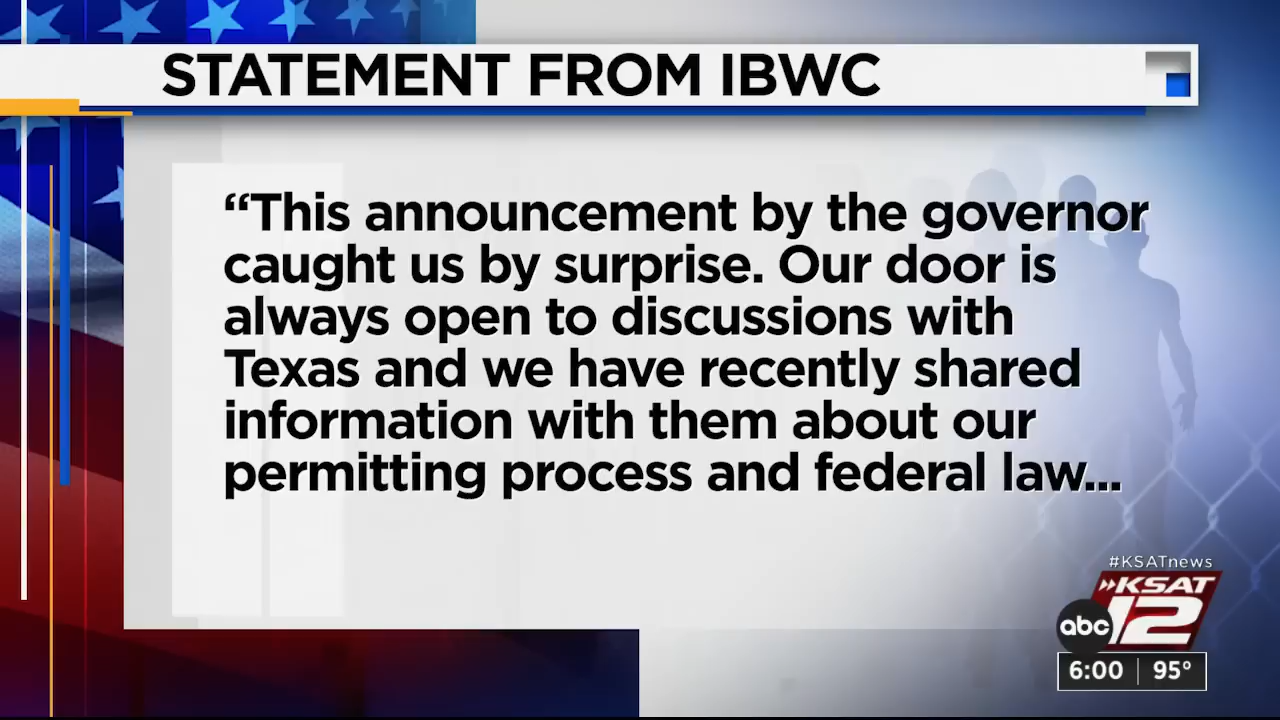 STATEMENT FROM IBWC
“This announcement by the governor
caught us by surprise. Our door is
always open to discussions with
Texas and we have recently shared
information with them about our
permitting process and federal law...
#KSATnews
KSAT
abc 12
6:00 95°